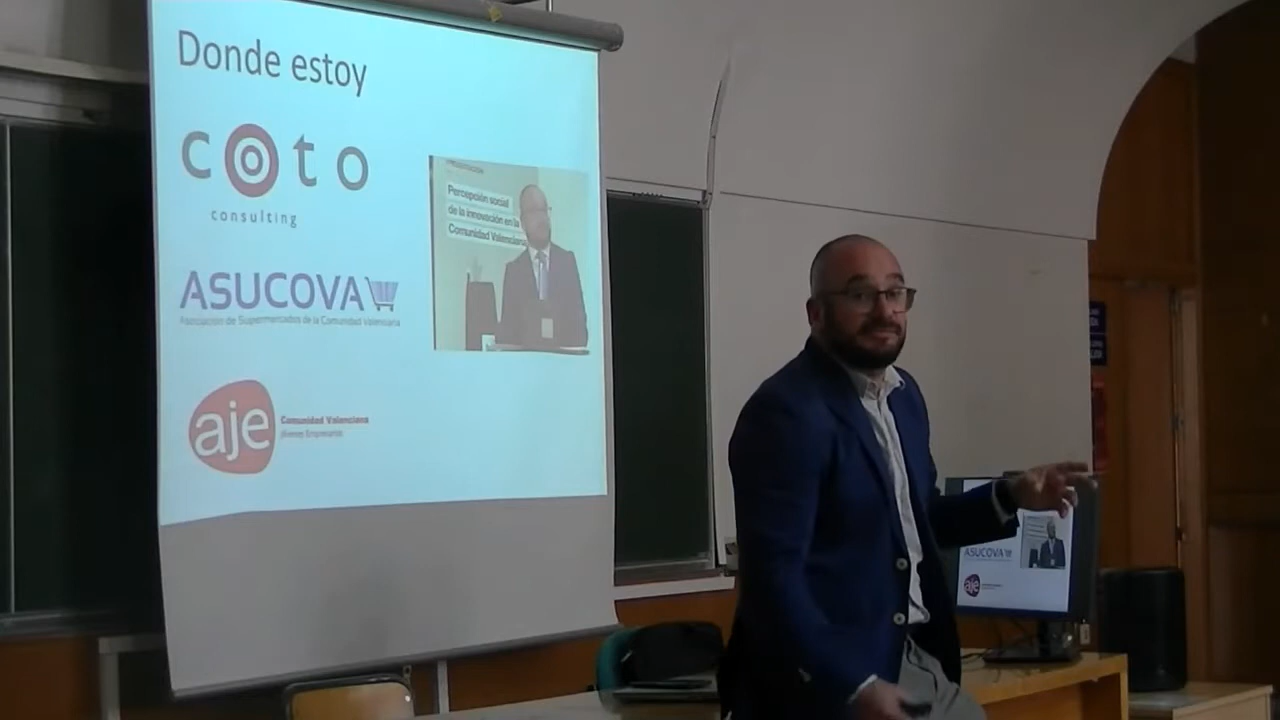 Donde estoy
coto
consulting
ASUCOVA
Asociación de Supermercados de la Comunidad Valenciana
aje
Comunidad Valenciana
Jóvenes Empresarios
Percepción social
de la innovación en la
Comunidad Valenciana
ASUCOVA
aje